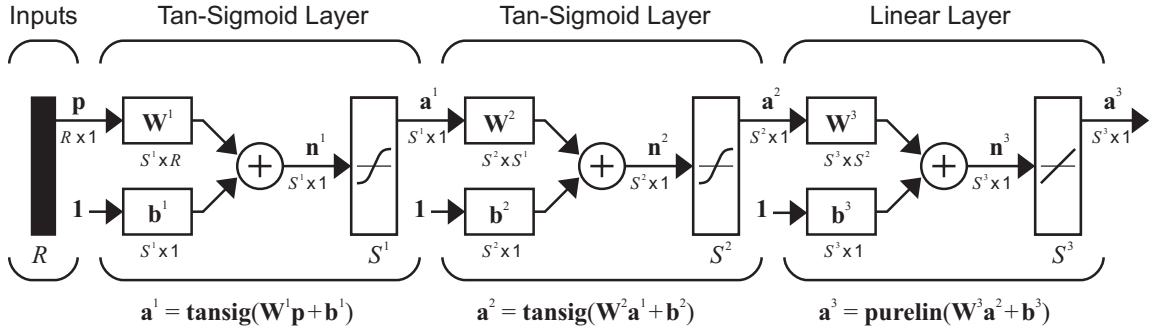 Inputs Tan-Sigmoid Layer Tan-Sigmoid Layer Linear Layer
p a¹ a² a³
W¹ W² W³
R x 1 S¹ x 1 S² x 1 S³ x 1
n¹ n² n³
S¹ x R S² x S¹ S³ x S²
+ + +
S¹ x 1 S² x 1 S³ x 1
1 b¹ 1 b² 1 b³
S¹ x 1 S² x 1 S³ x 1
R S¹ S² S³
a¹ = tansig(W¹p + b¹) a² = tansig(W²a¹ + b²) a³ = purelin(W³a² + b³)